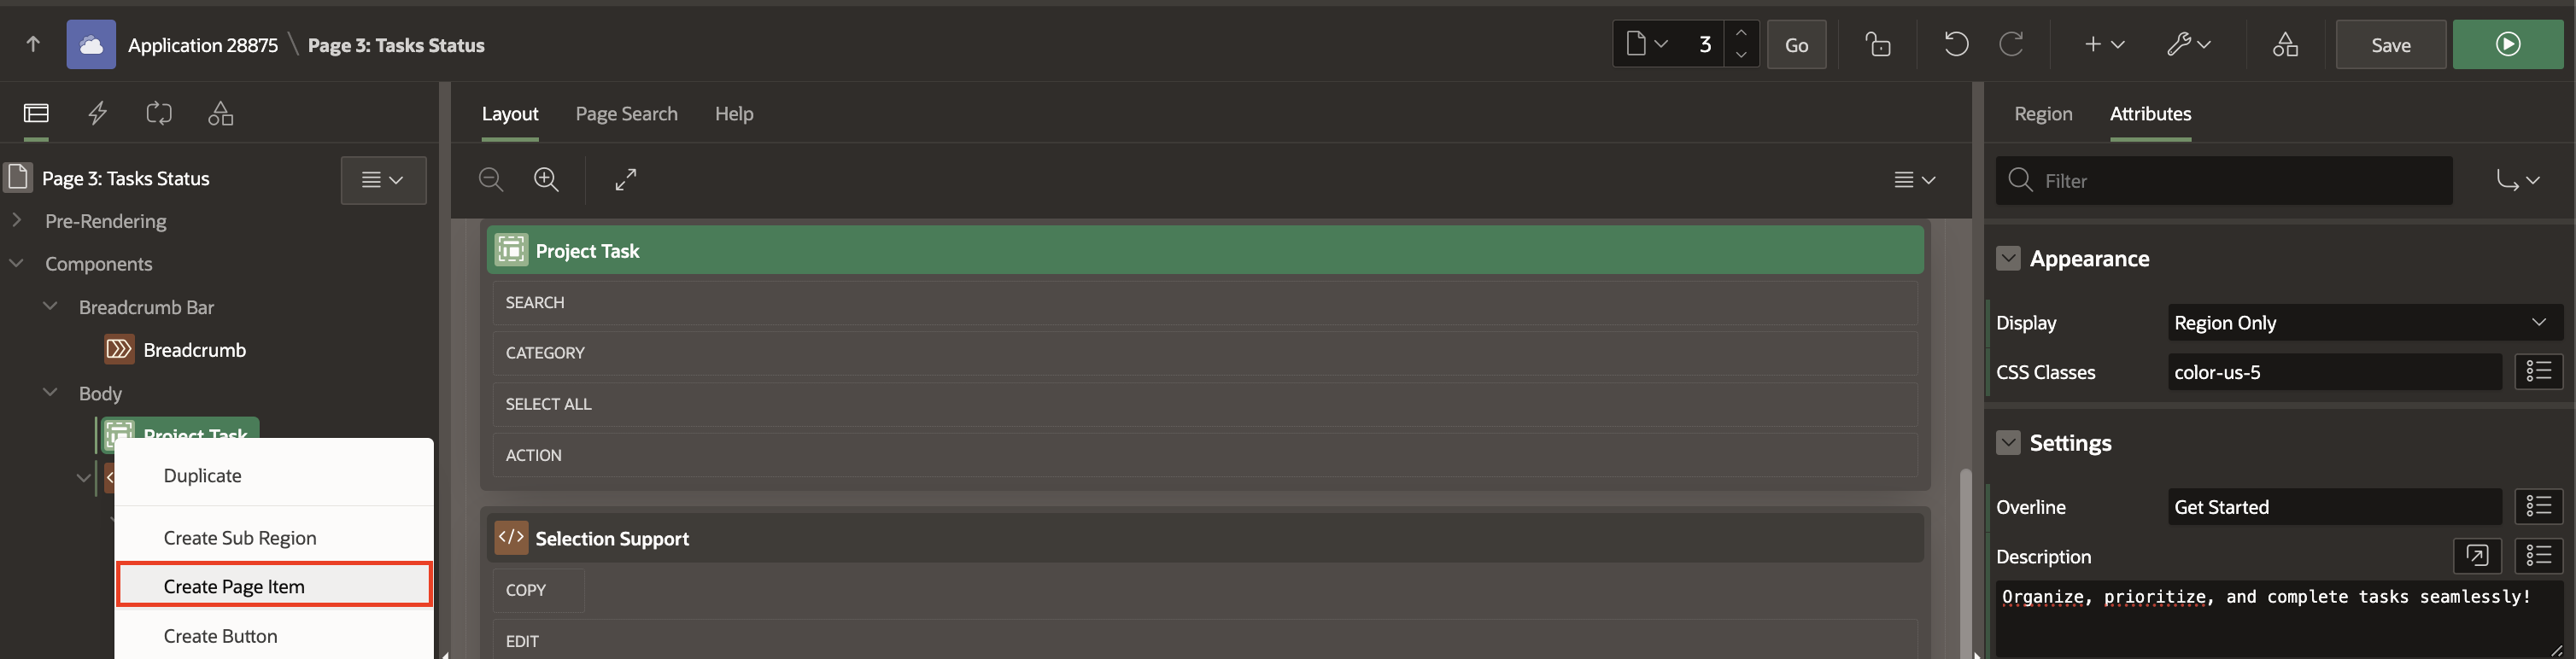 Application 28875 \ Page 3: Tasks Status
3
Go
Save
Layout
Page Search
Help
Region
Attributes
Page 3: Tasks Status
Filter
Pre-Rendering
Components
Breadcrumb Bar
Breadcrumb
Body
Project Task
Duplicate
Create Sub Region
Create Page Item
Create Button
Project Task
SEARCH
CATEGORY
SELECT ALL
ACTION
</> Selection Support
COPY
EDIT
Appearance
Display
Region Only
CSS Classes
color-us-5
Settings
Overline
Get Started
Description
Organize, prioritize, and complete tasks seamlessly!